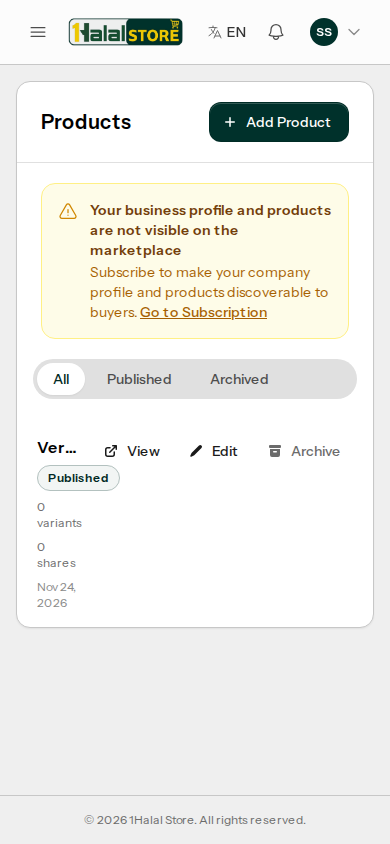 1Halal STORE
EN
SS
Products
Add Product
Your business profile and products
are not visible on the
marketplace
Subscribe to make your company
profile and products discoverable to
buyers. Go to Subscription
All
Published
Archived
Ver...
View
Edit
Archive
Published
0
variants
0
shares
Nov 24,
2026
© 2026 1Halal Store. All rights reserved.